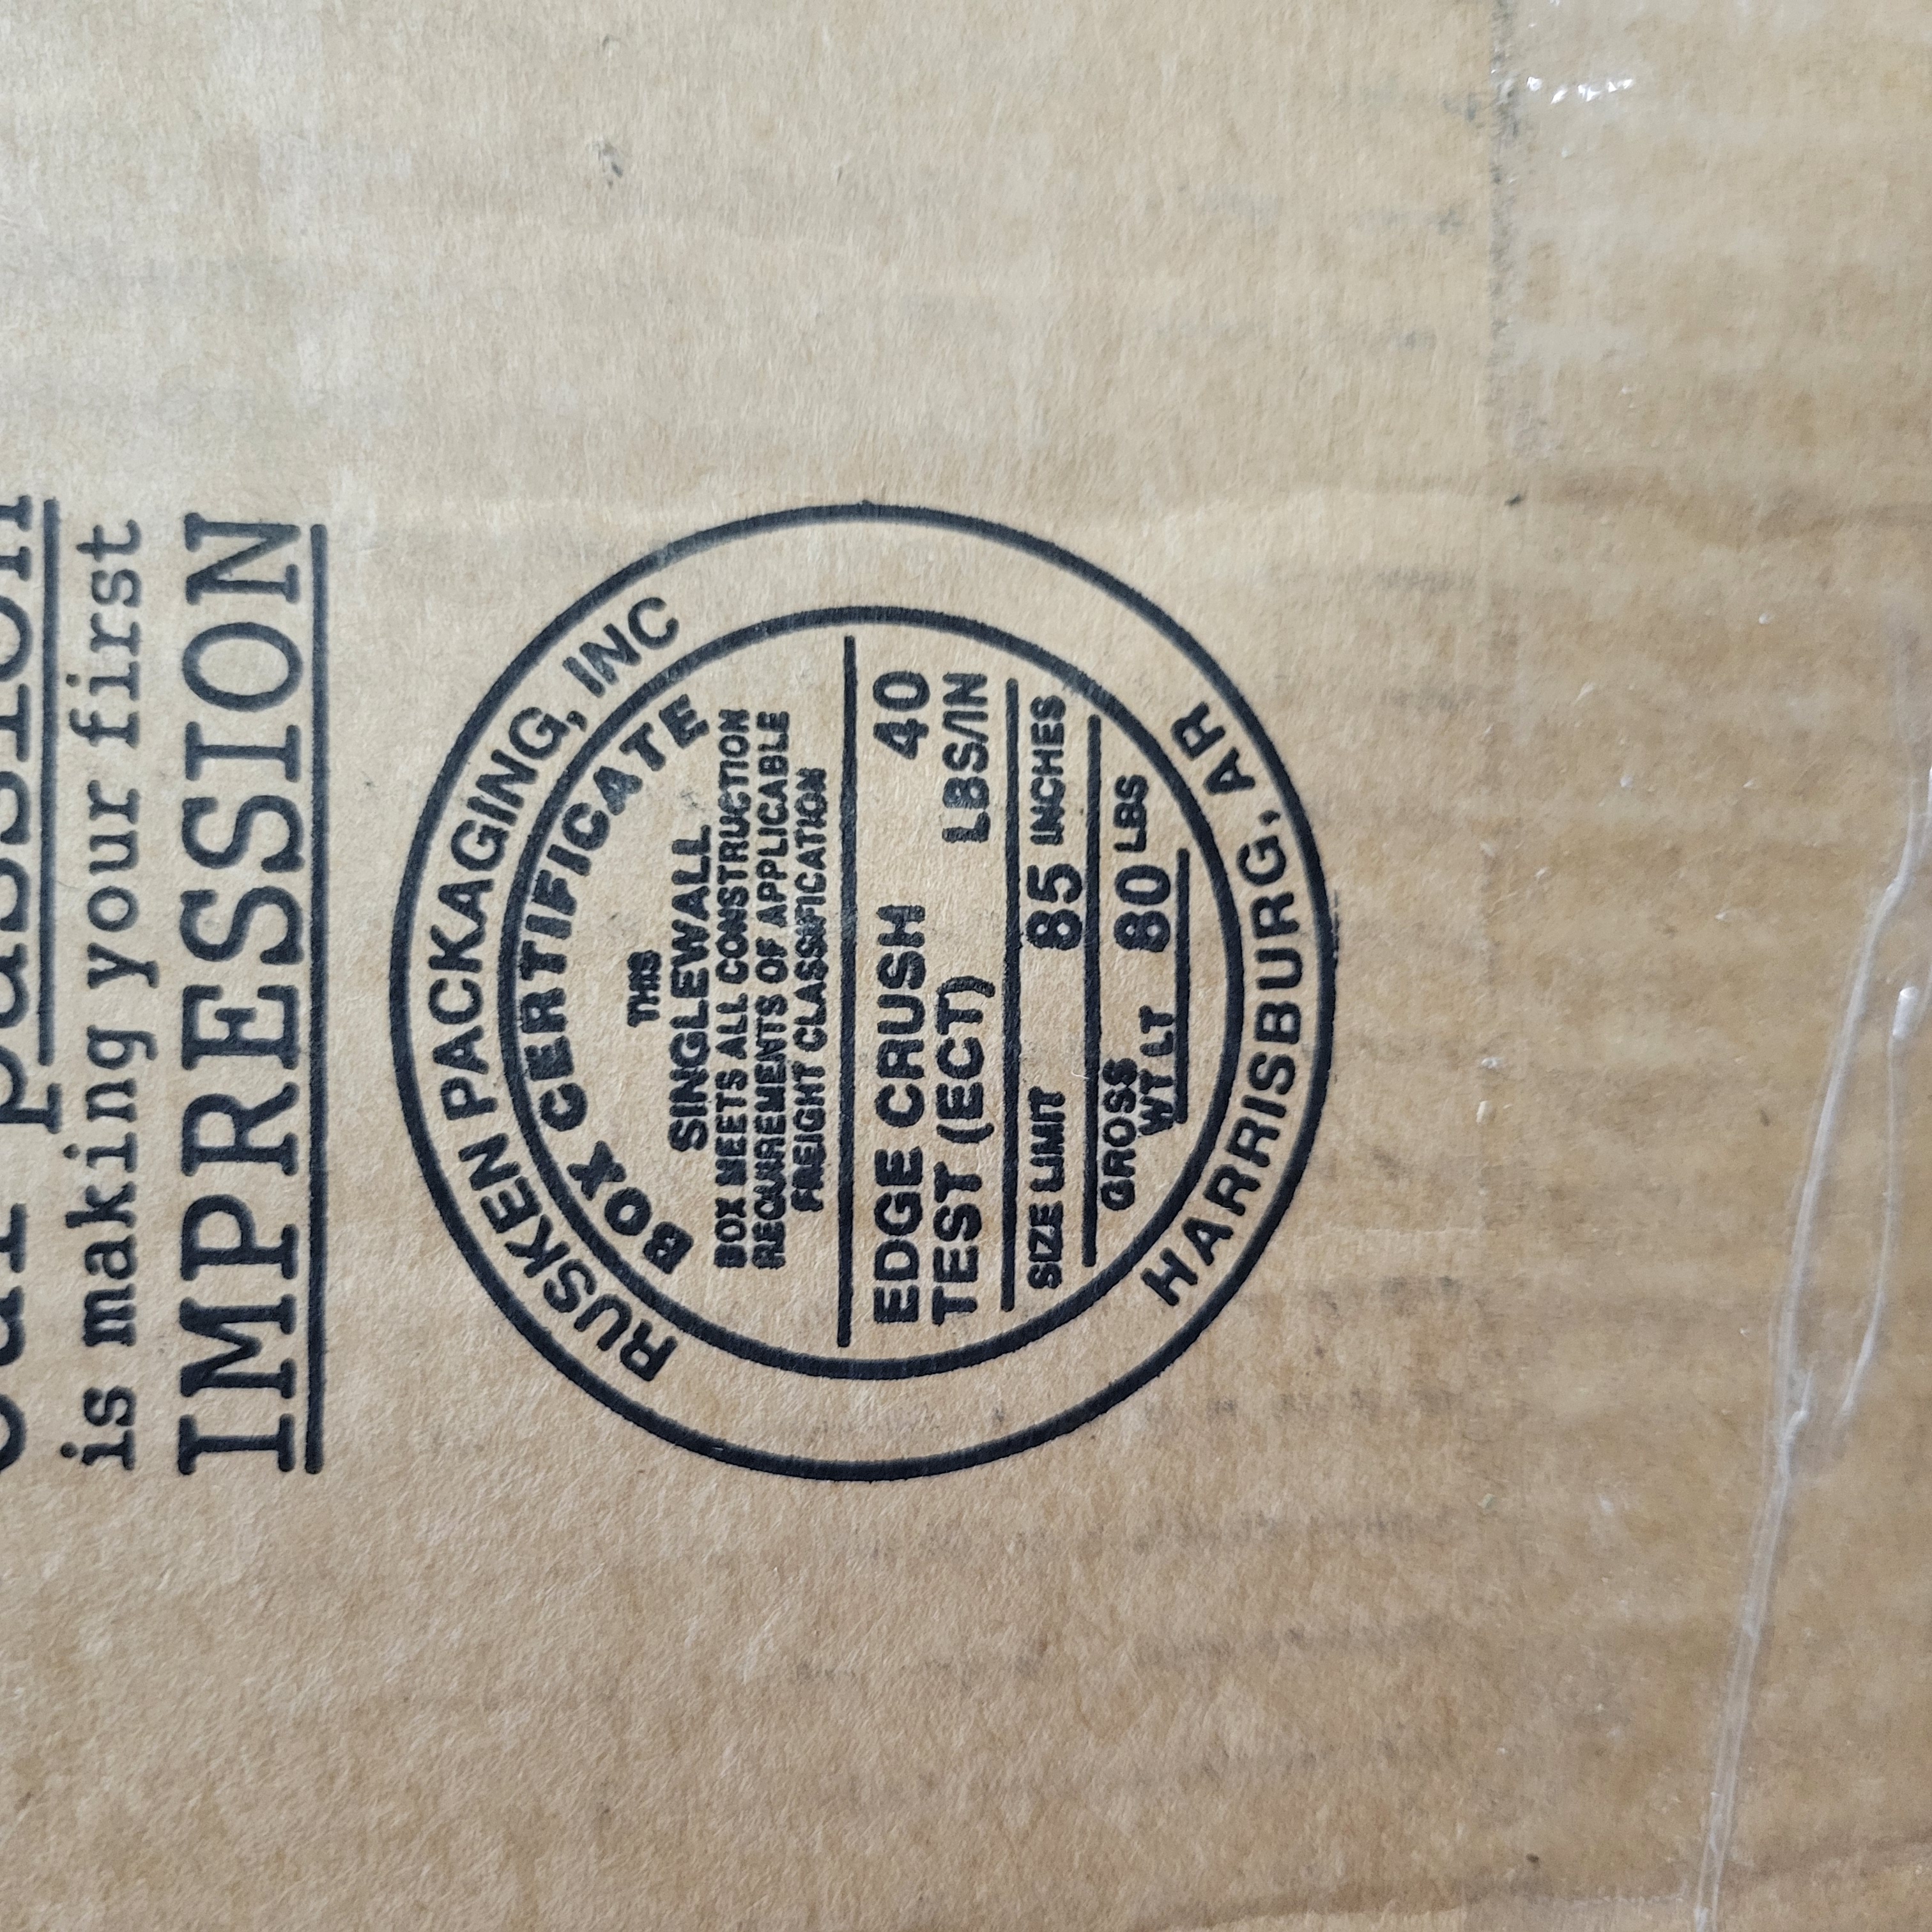 is making your first
IMPRESSION
RUSKEN PACKAGING, INC
BOX CERTIFICATE
THIS
SINGLEWALL
BOX MEETS ALL CONSTRUCTION
REQUIREMENTS OF APPLICABLE
FREIGHT CLASSIFICATION
EDGE CRUSH 40
TEST (ECT) LBS/IN
SIZE LIMIT 85 INCHES
GROSS
WT LT 80 LBS
HARRISBURG, AR